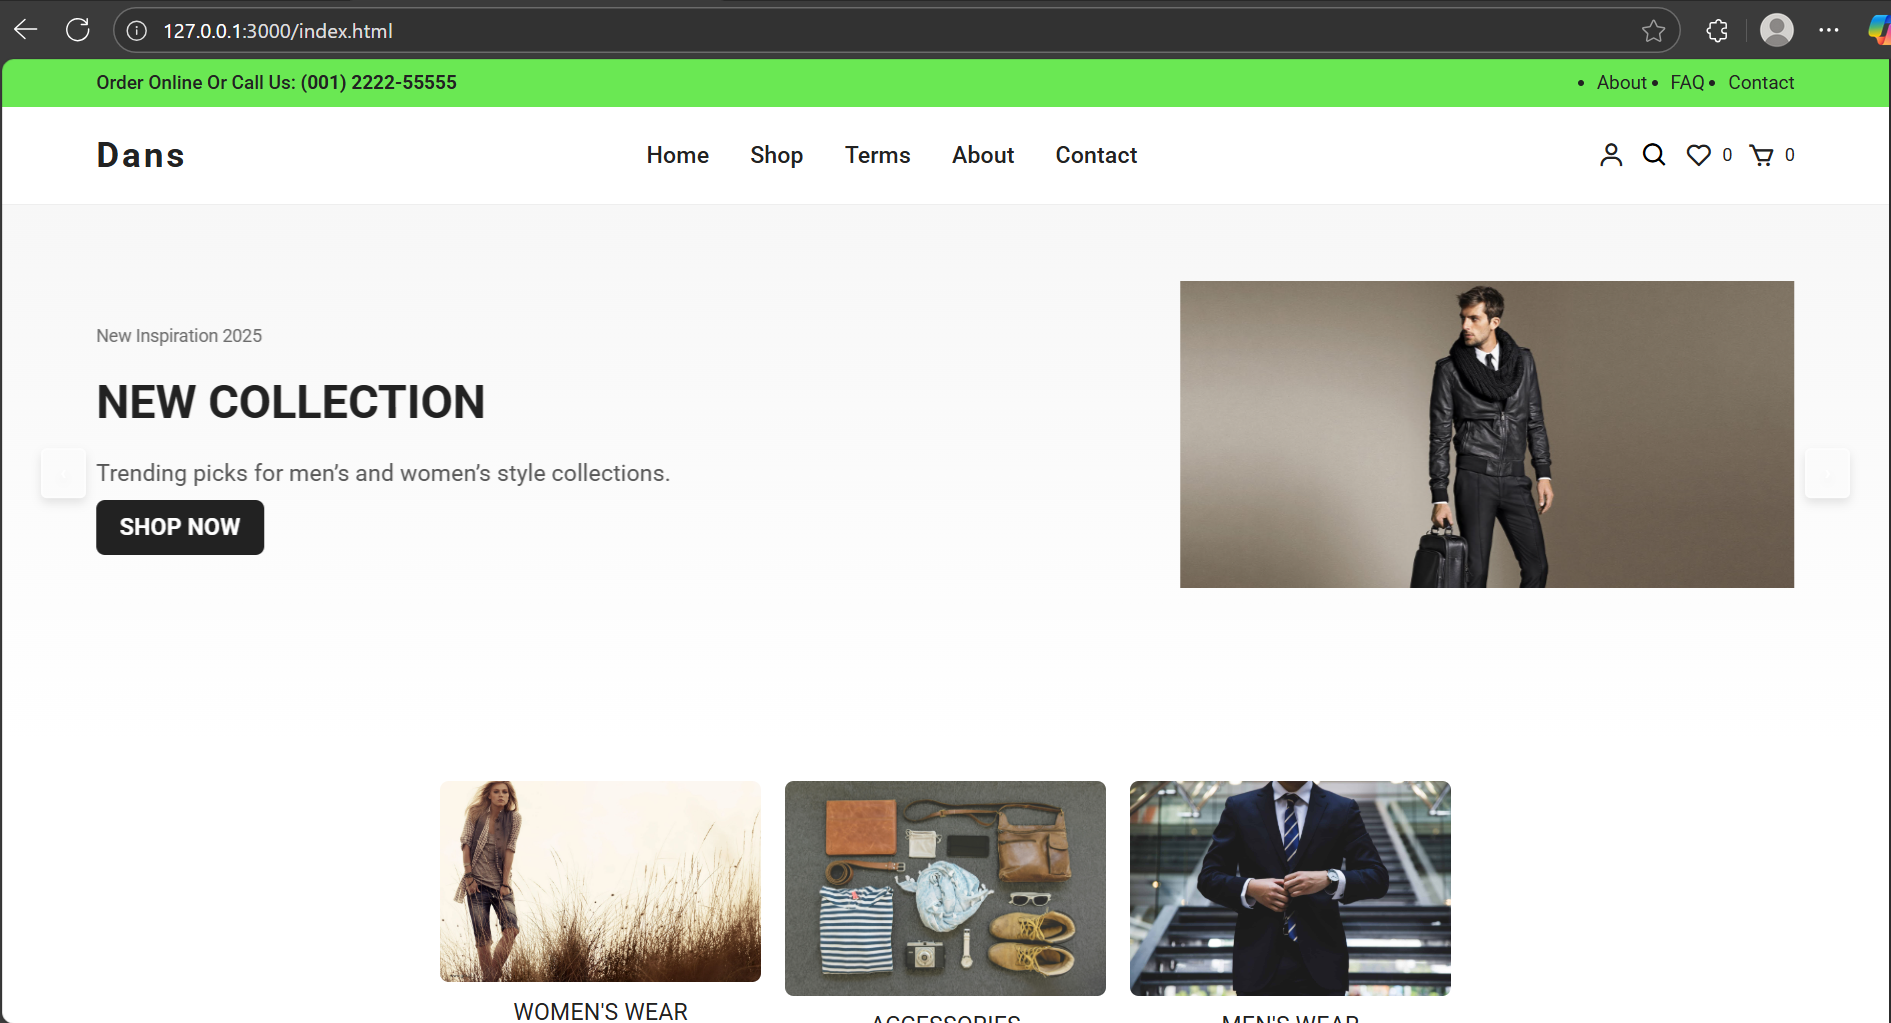 127.0.0.1:3000/index.html
Order Online Or Call Us: (001) 2222-55555
• About • FAQ • Contact
Dans
Home Shop Terms About Contact
0 0
New Inspiration 2025
NEW COLLECTION
Trending picks for men’s and women’s style collections.
SHOP NOW
WOMEN'S WEAR
ACCESSORIES
MEN'S WEAR